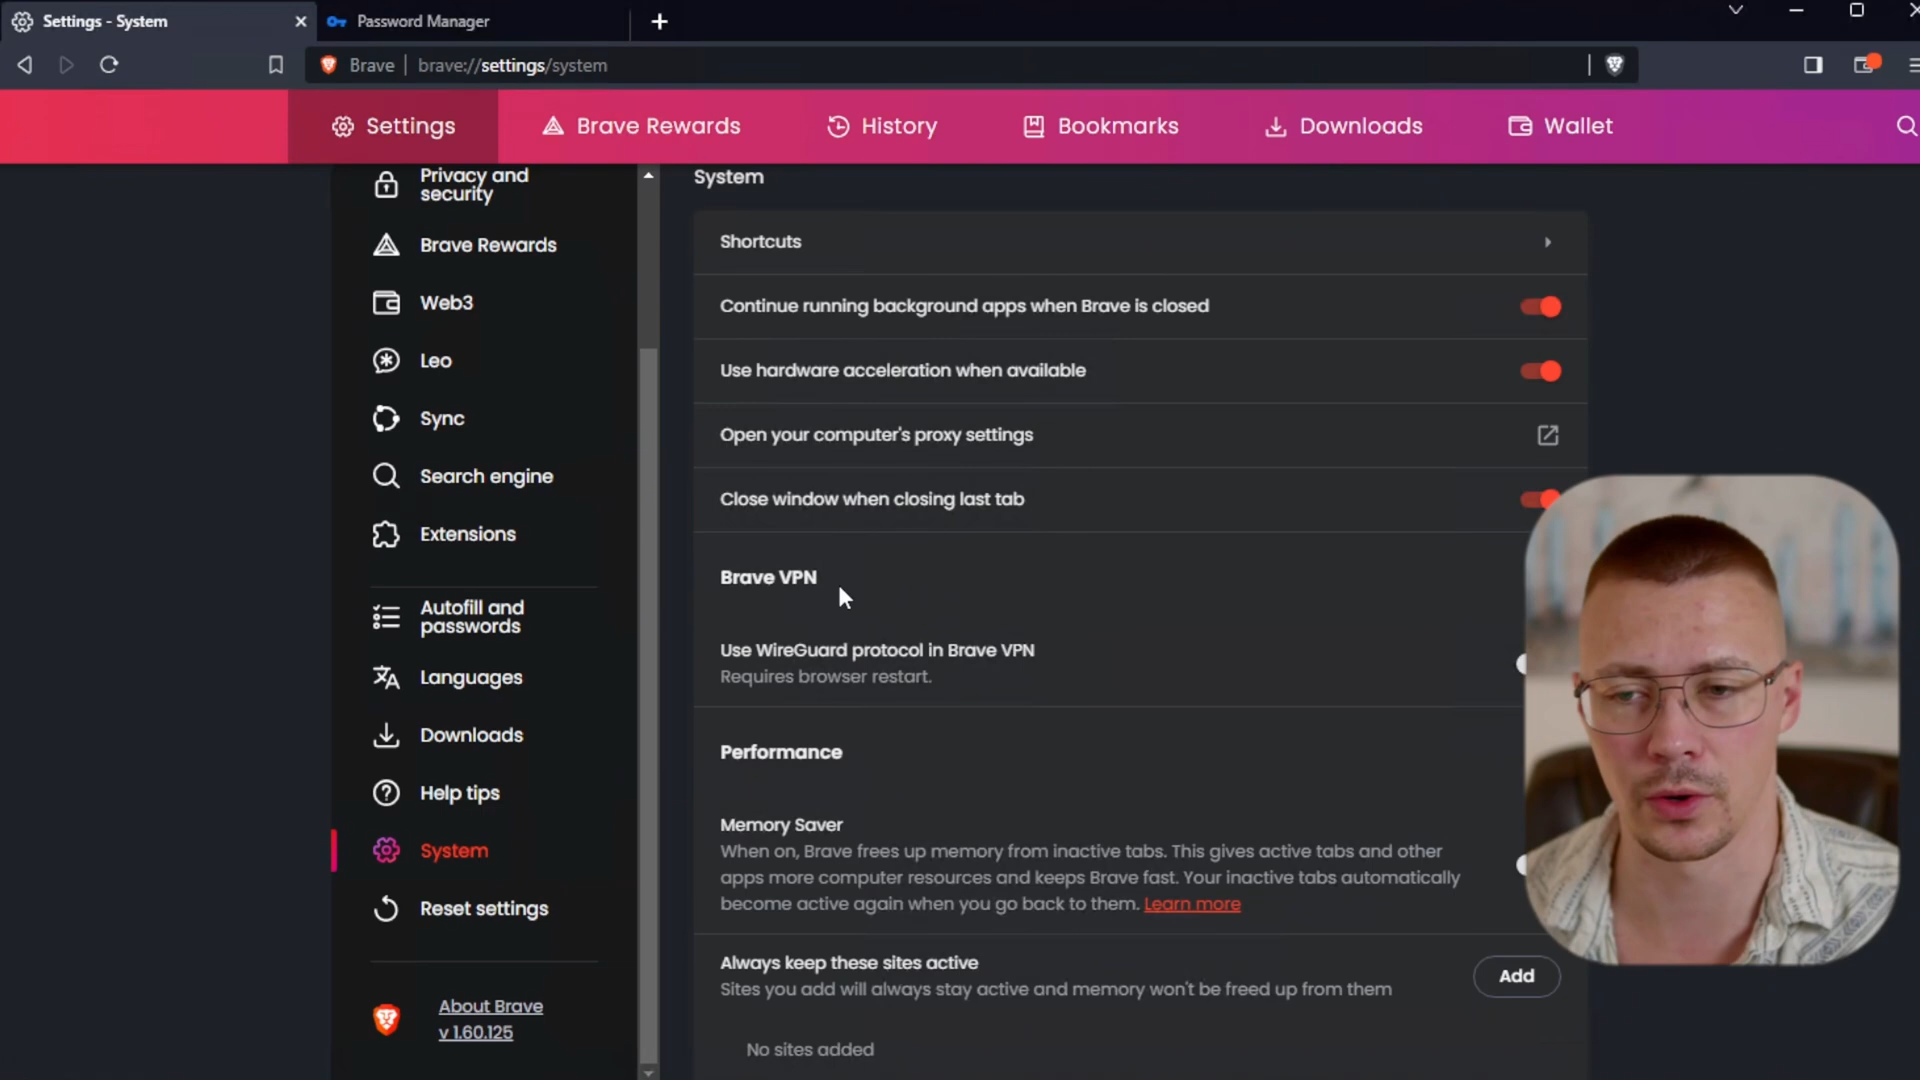 Settings - System
Password Manager
Brave | brave://settings/system
Settings
Brave Rewards
History
Bookmarks
Downloads
Wallet
Privacy and
security
Brave Rewards
Web3
Leo
Sync
Search engine
Extensions
Autofill and
passwords
Languages
Downloads
Help tips
System
Reset settings
About Brave
v 1.60.125
System
Shortcuts
Continue running background apps when Brave is closed
Use hardware acceleration when available
Open your computer's proxy settings
Close window when closing last tab
Brave VPN
Use WireGuard protocol in Brave VPN
Requires browser restart.
Performance
Memory Saver
When on, Brave frees up memory from inactive tabs. This gives active tabs and other
apps more computer resources and keeps Brave fast. Your inactive tabs automatically
become active again when you go back to them. Learn more
Always keep these sites active
Sites you add will always stay active and memory won't be freed up from them
Add
No sites added